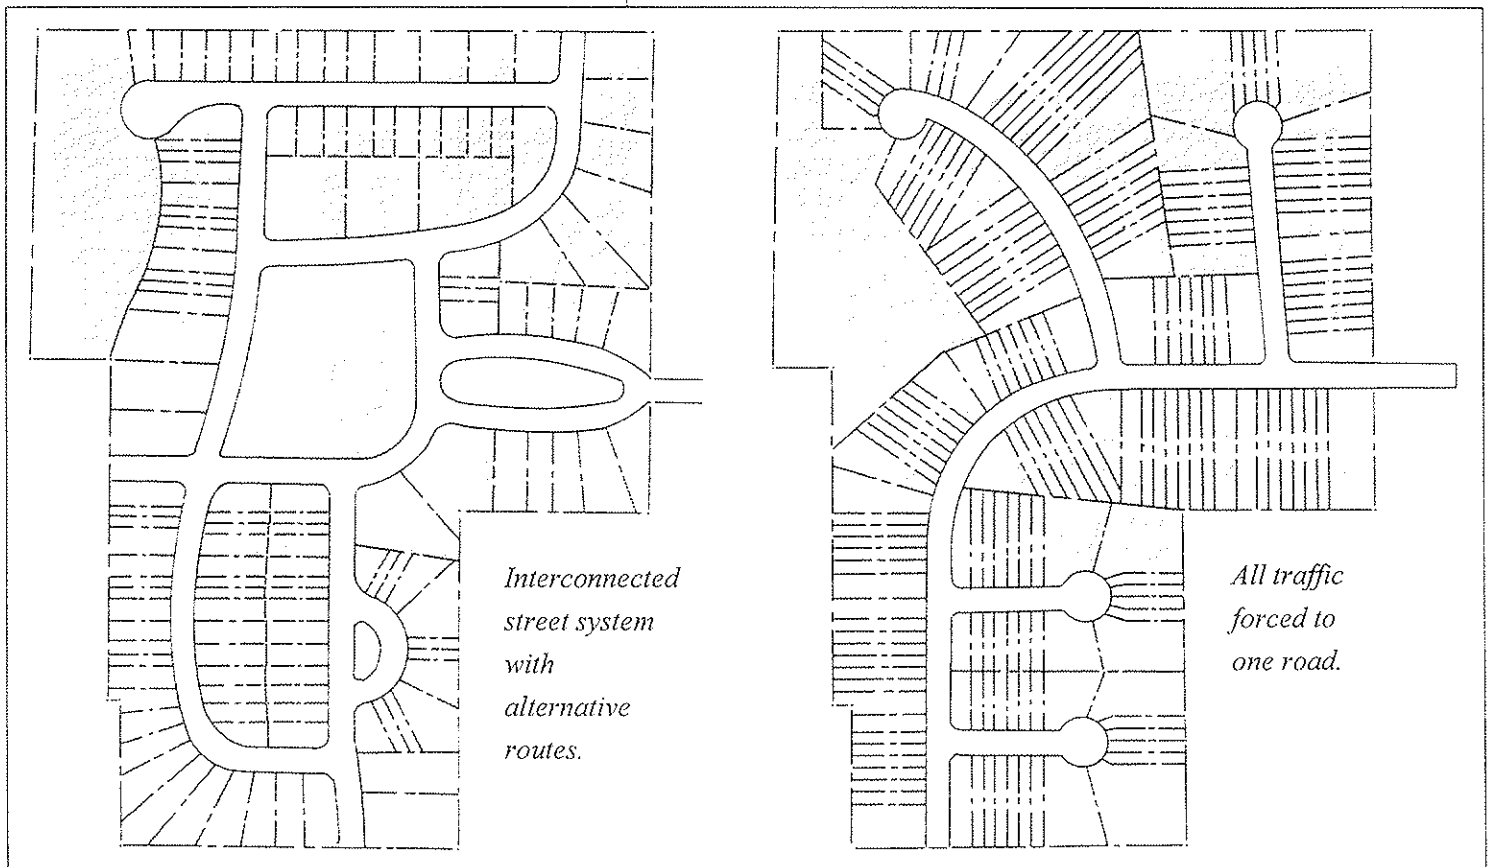 Interconnected
street system
with
alternative
routes.
All traffic
forced to
one road.